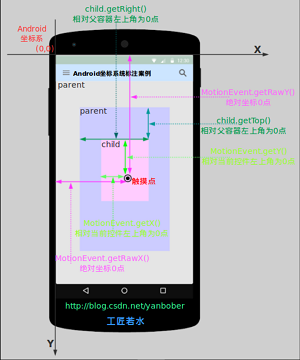 child.getRight()
相对父容器左上角为0点
Android
坐标系
(0,0)
X
Android坐标系统标注案例
parent
MotionEvent.getRawY()
绝对坐标0点
parent
child.getTop()
相对父容器左上角为0点
child
触摸点
MotionEvent.getRawX()
绝对坐标0点
http://blog.csdn.net/yanbober
工匠若水
Y